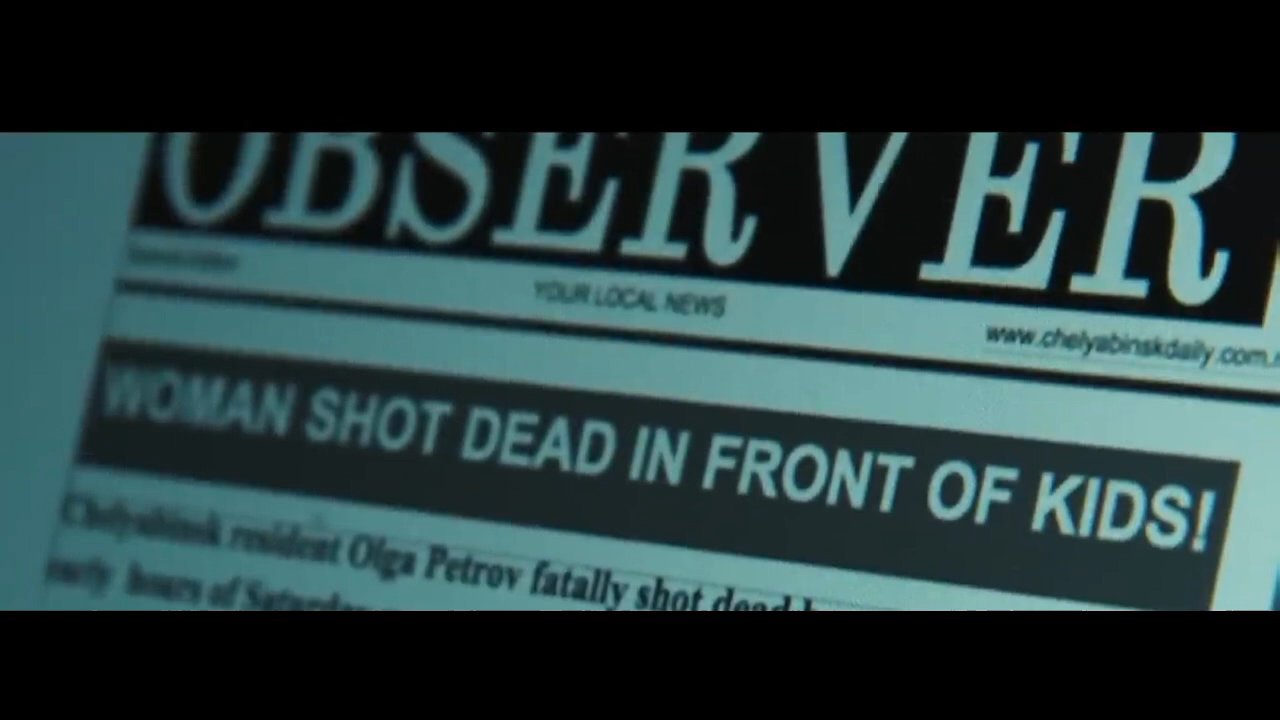 OBSERVER
YOUR LOCAL NEWS
www.chelyabinskdaily.com.
WOMAN SHOT DEAD IN FRONT OF KIDS!
Chelyabinsk resident Olga Petrov fatally shot dead
early hours of Saturday